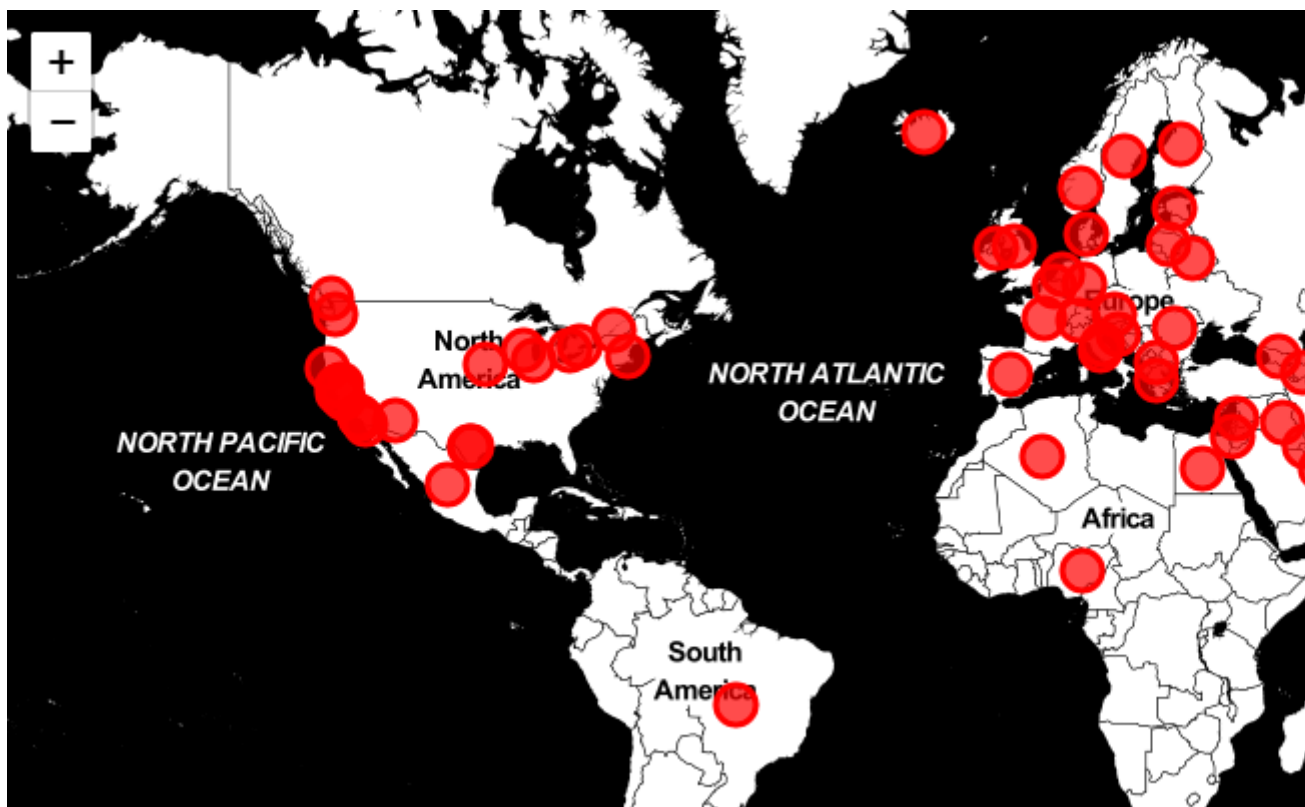 +
−
North
America
Europe
NORTH ATLANTIC
OCEAN
NORTH PACIFIC
OCEAN
Africa
South
America